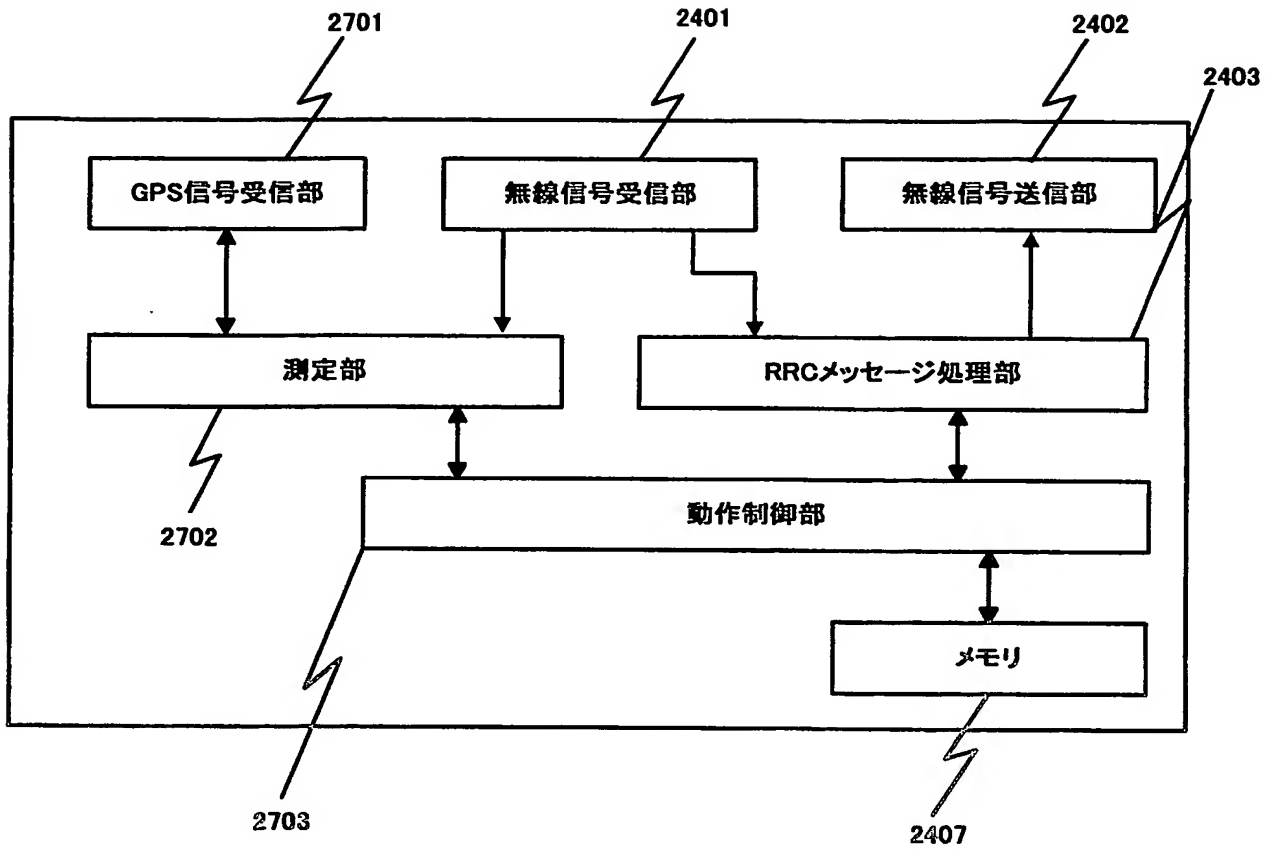 2701
2401
2402
2403
GPS信号受信部
無線信号受信部
無線信号送信部
測定部
RRCメッセージ処理部
2702
動作制御部
メモリ
2703
2407